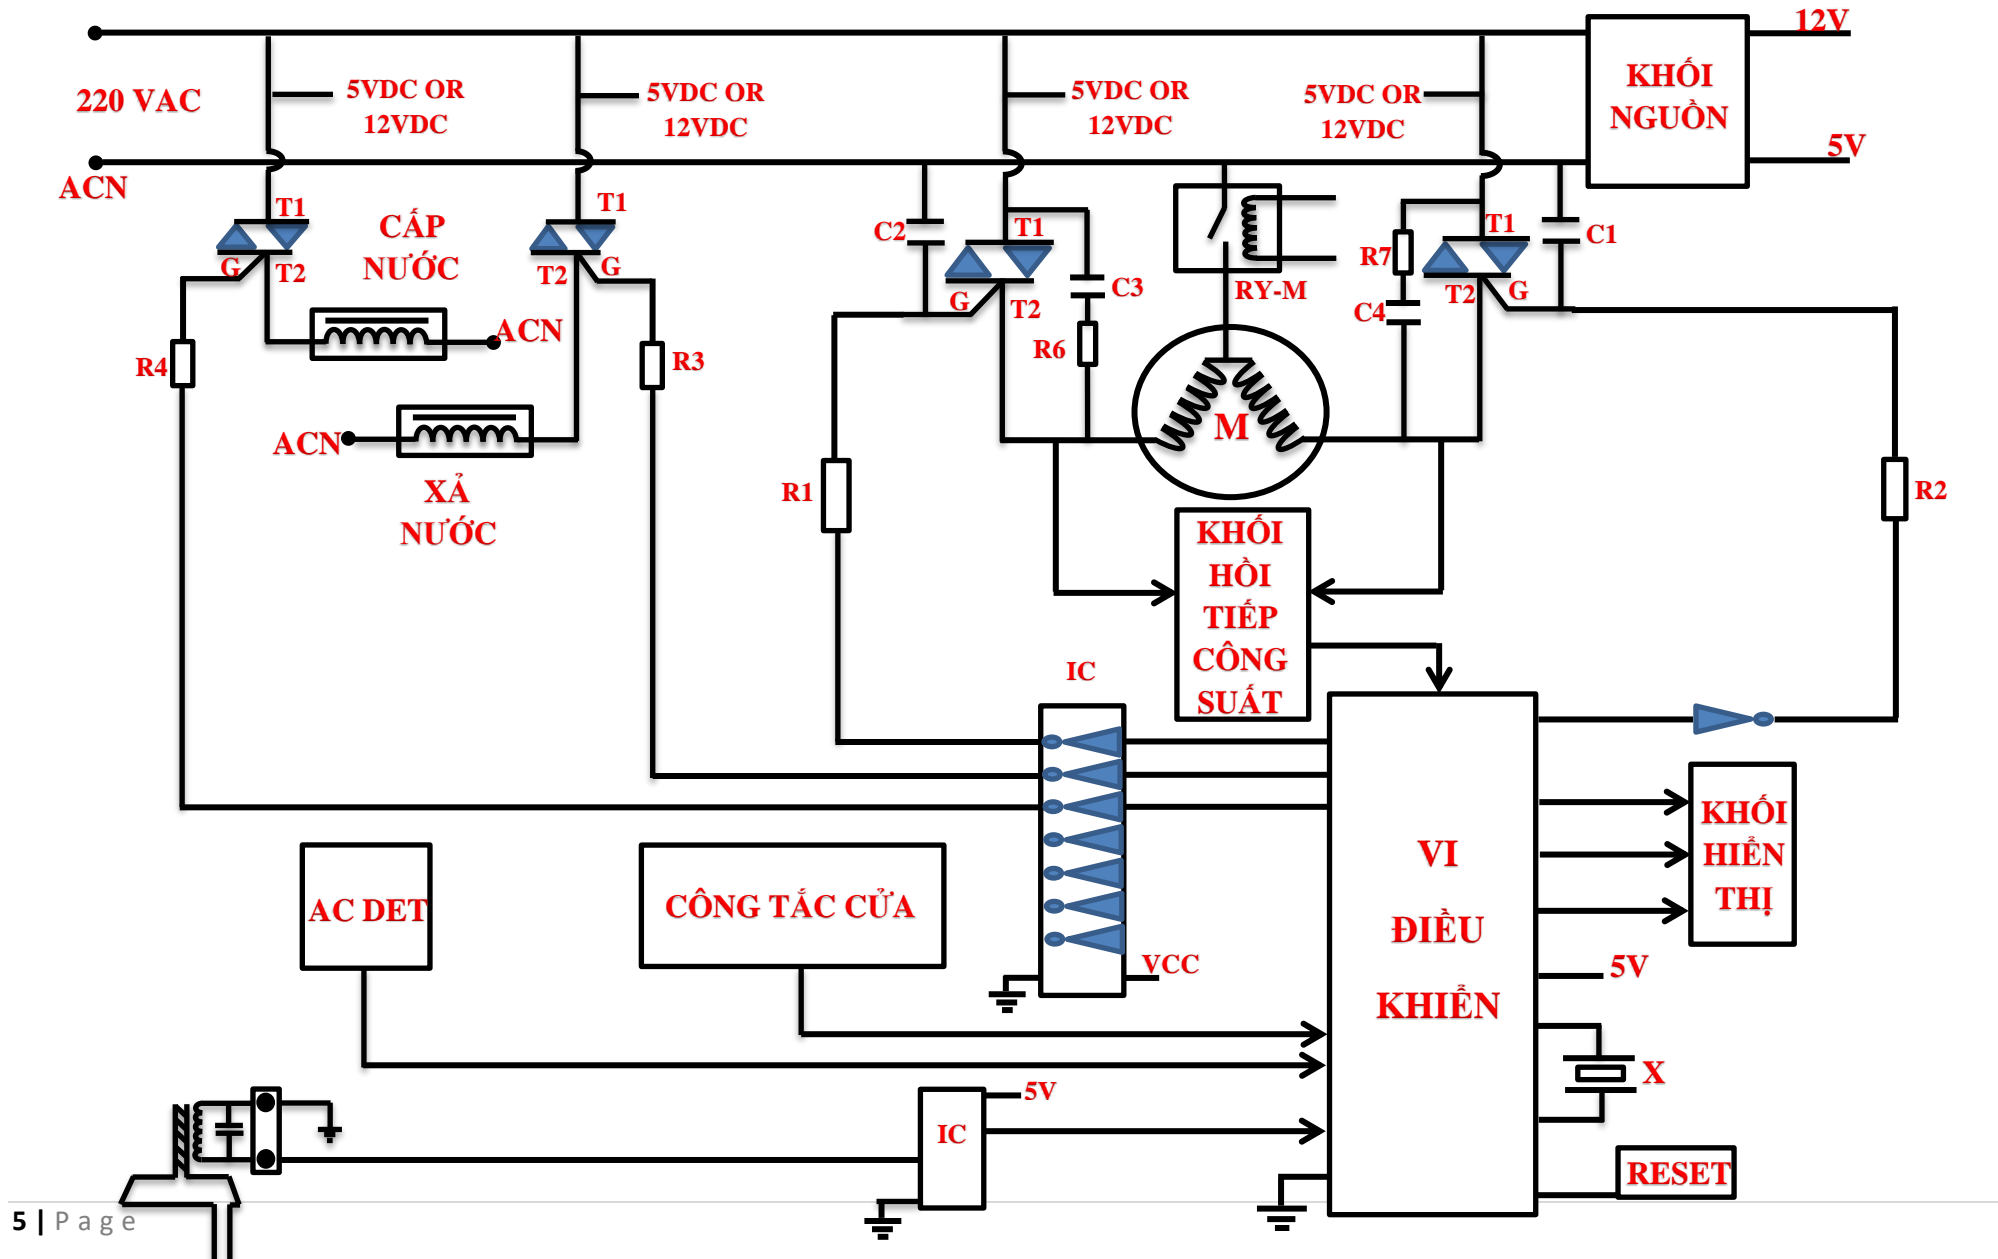 12V
KHỐI
NGUỒN
5V
220 VAC
5VDC OR
12VDC
5VDC OR
12VDC
5VDC OR
12VDC
5VDC OR
12VDC
ACN
T1
G
T2
CẤP
NƯỚC
ACN
T1
T2
G
R4
R3
ACN
XẢ
NƯỚC
C2
T1
G
T2
C3
R6
RY-M
M
R7
C4
T1
T2
G
C1
R1
R2
KHỐI
HỒI
TIẾP
CÔNG
SUẤT
IC
VCC
VI
ĐIỀU
KHIỂN
KHỐI
HIỂN
THỊ
5V
X
RESET
AC DET
CÔNG TẮC CỬA
5V
IC
5 | Page